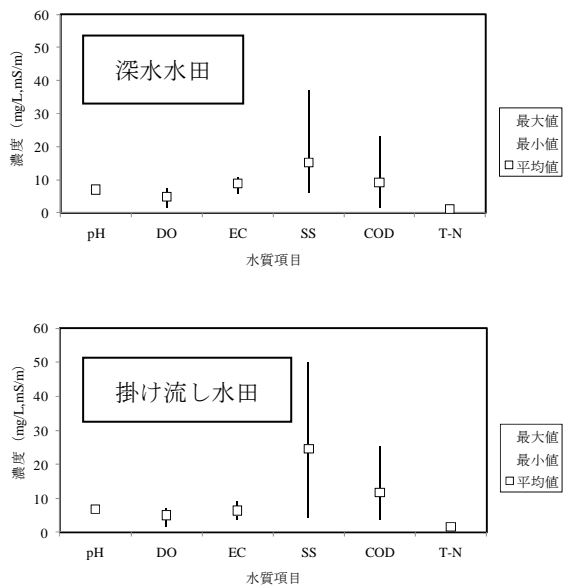 60
50
40
30
20
10
0
濃度 (mg/L,mS/m)
深水水田
pH DO EC SS COD T-N
水質項目
最大値
最小値
平均値
60
50
40
30
20
10
0
濃度 (mg/L,mS/m)
掛け流し水田
pH DO EC SS COD T-N
水質項目
最大値
最小値
平均値